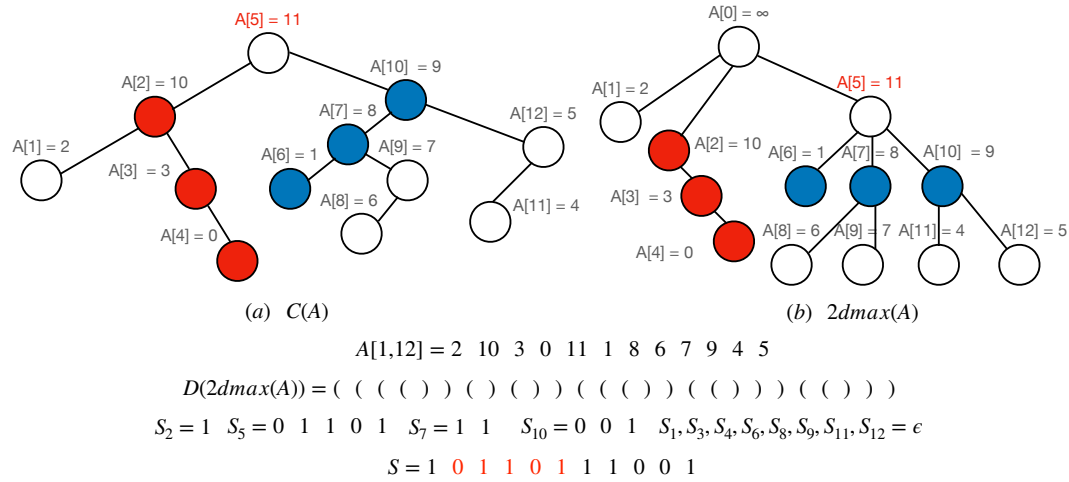 A[5] = 11
A[2] = 10
A[10] = 9
A[7] = 8
A[12] = 5
A[1] = 2
A[3] = 3
A[6] = 1
A[9] = 7
A[8] = 6
A[11] = 4
A[4] = 0
(a) C(A)
A[0] = ∞
A[1] = 2
A[5] = 11
A[2] = 10
A[6] = 1
A[7] = 8
A[10] = 9
A[3] = 3
A[4] = 0
A[8] = 6
A[9] = 7
A[11] = 4
A[12] = 5
(b) 2dmax(A)
A[1,12] = 2 10 3 0 11 1 8 6 7 9 4 5
D(2dmax(A)) = ( ( ( ( ) ) ( ) ( ) ) ( ( ( ) ) ( ( ) ) ) ( ( ) ) )
S₂ = 1 S₅ = 0 1 1 0 1 S₇ = 1 1 S₁₀ = 0 0 1 S₁, S₃, S₄, S₆, S₈, S₉, S₁₁, S₁₂ = ϵ
S = 1 0 1 1 0 1 1 1 0 0 1